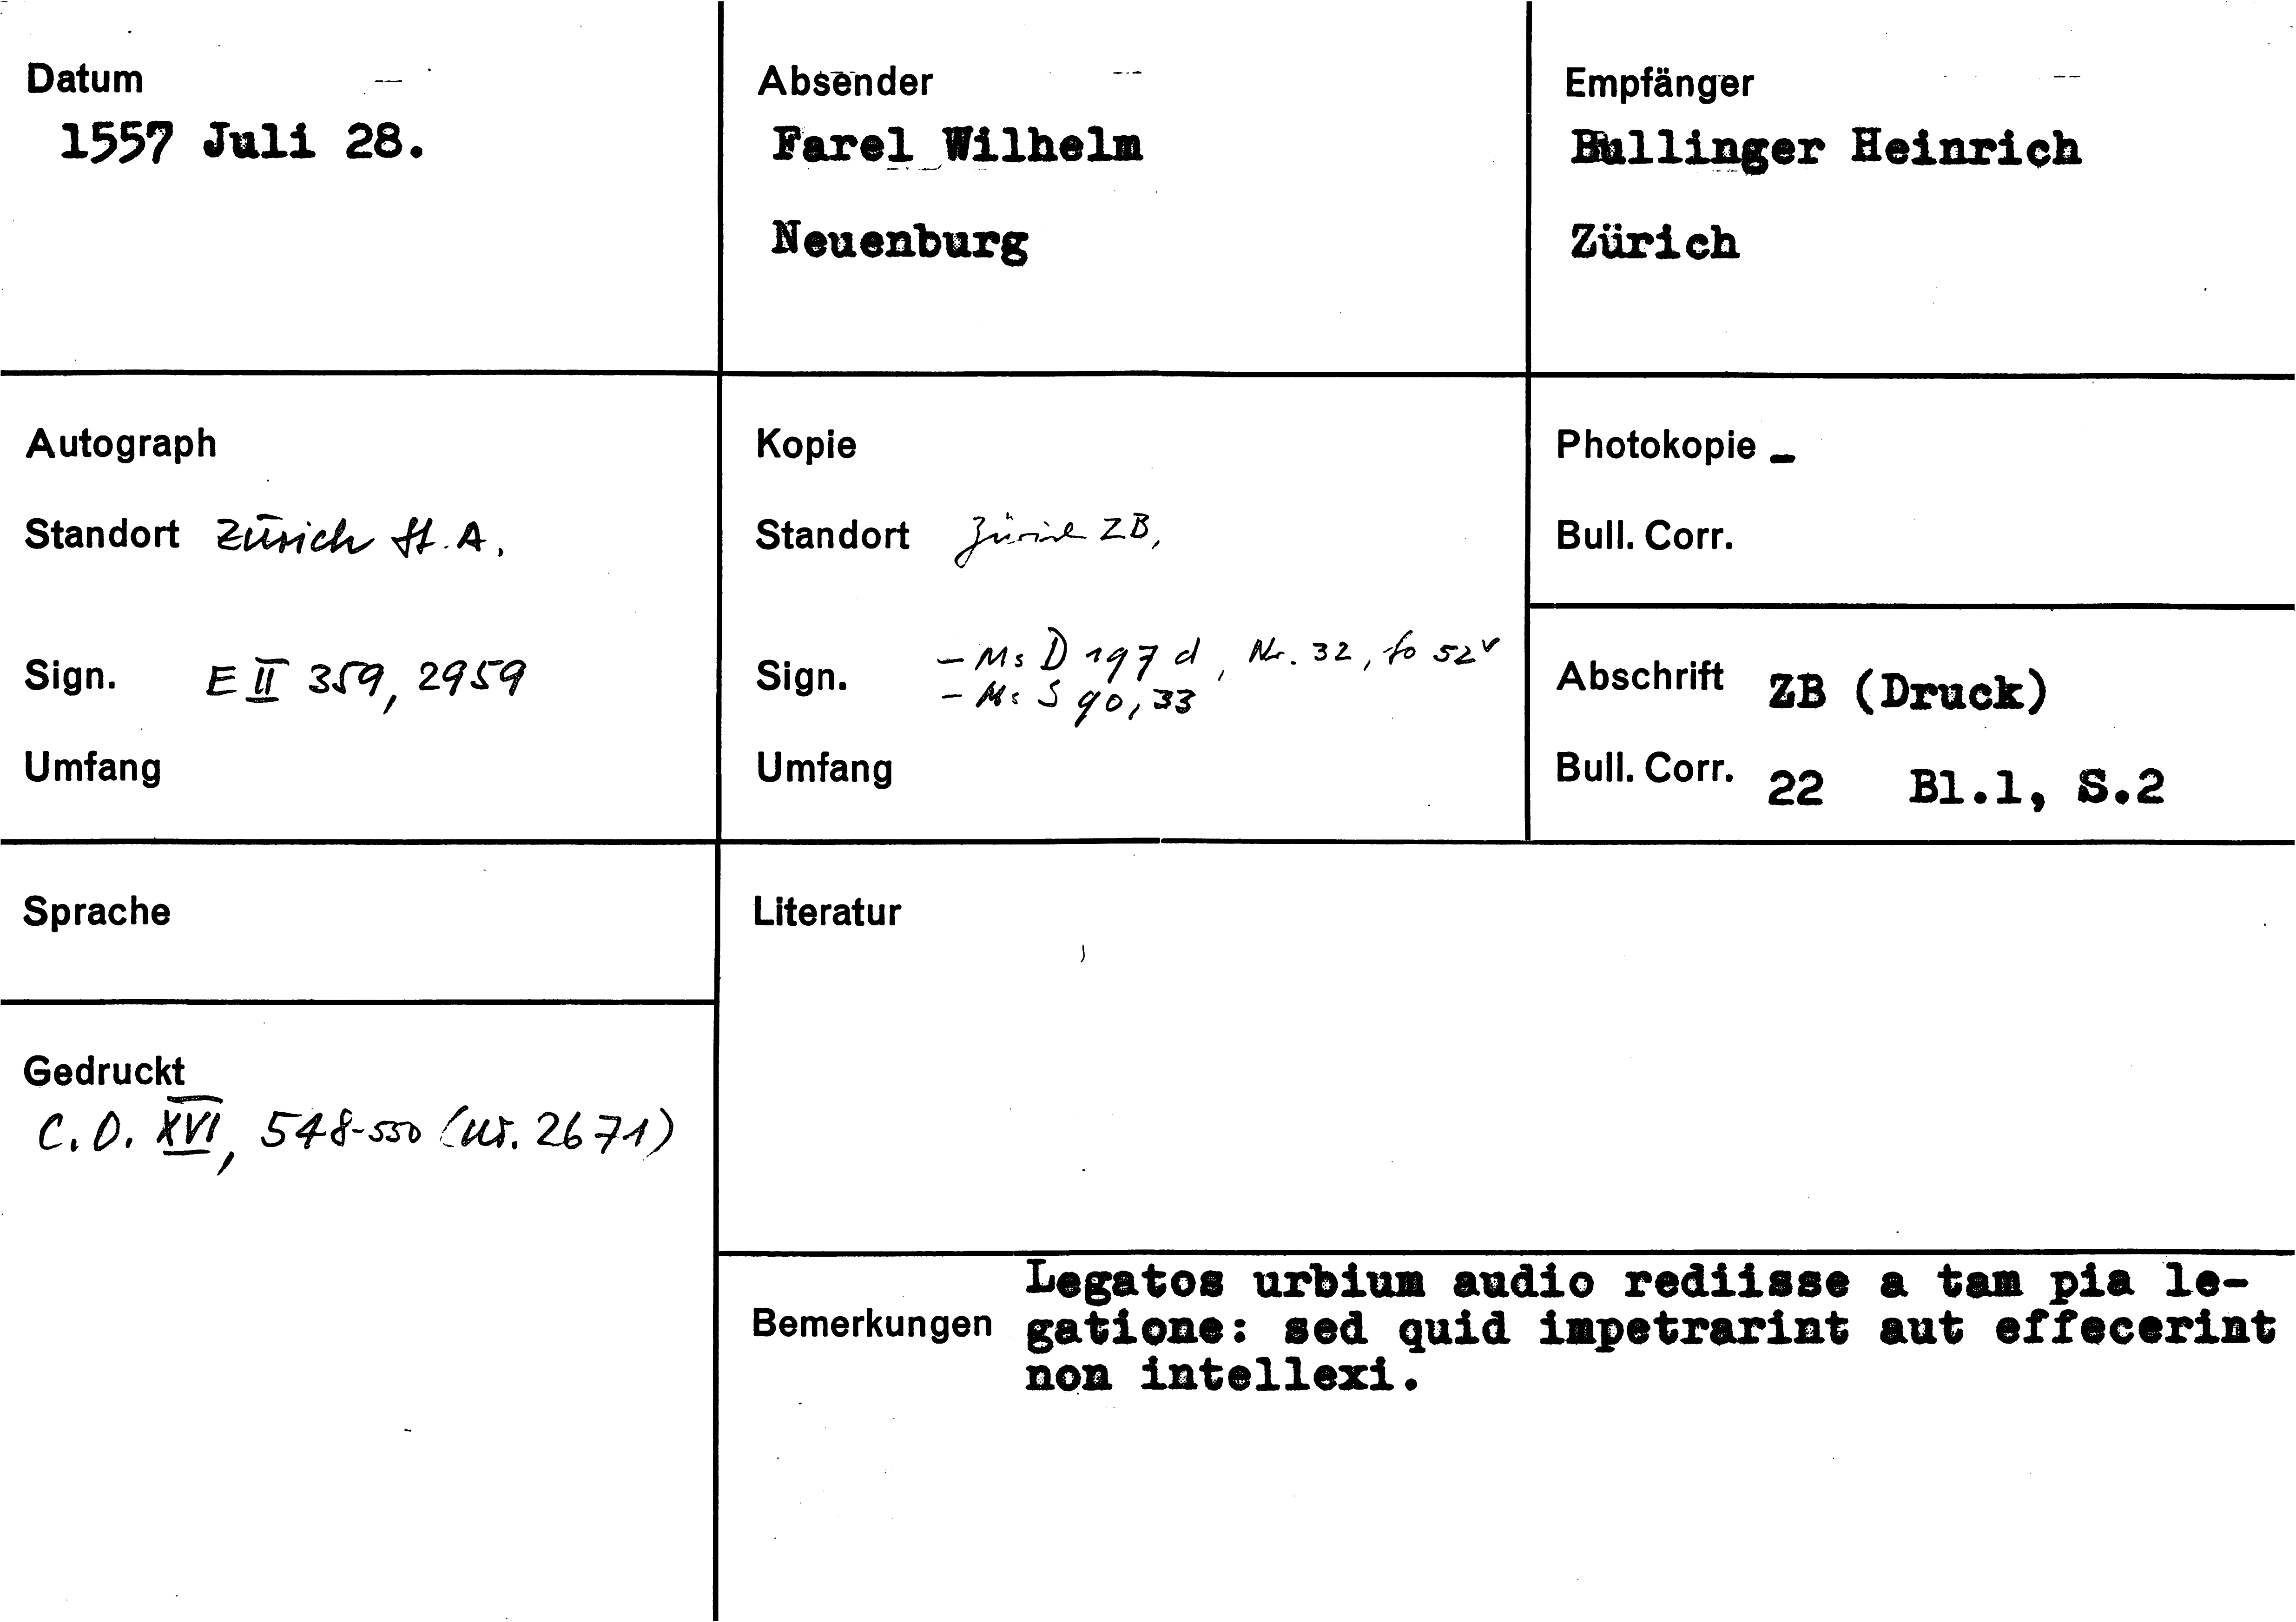 Datum
1557 Juli 28.
Absender
Farel Wilhelm
Neuenburg
Empfänger
Bullinger Heinrich
Zürich
Autograph
Standort Zürich St. A.
Sign. E II 359, 2959
Umfang
Kopie
Standort Zürich ZB,
Sign. - Ms D 197 d, Nr. 32, fo 52v
- Ms S 90, 33
Umfang
Photokopie -
Bull. Corr.
Abschrift ZB (Druck)
Bull. Corr. 22 Bl.1, S.2
Sprache
Literatur
Gedruckt
C. O. XVI, 548-550 (Nr. 2671)
Bemerkungen
Legatos urbium audio rediisse a tam pia le-
gatione: sed quid impetrarint aut effecerint
non intellexi.